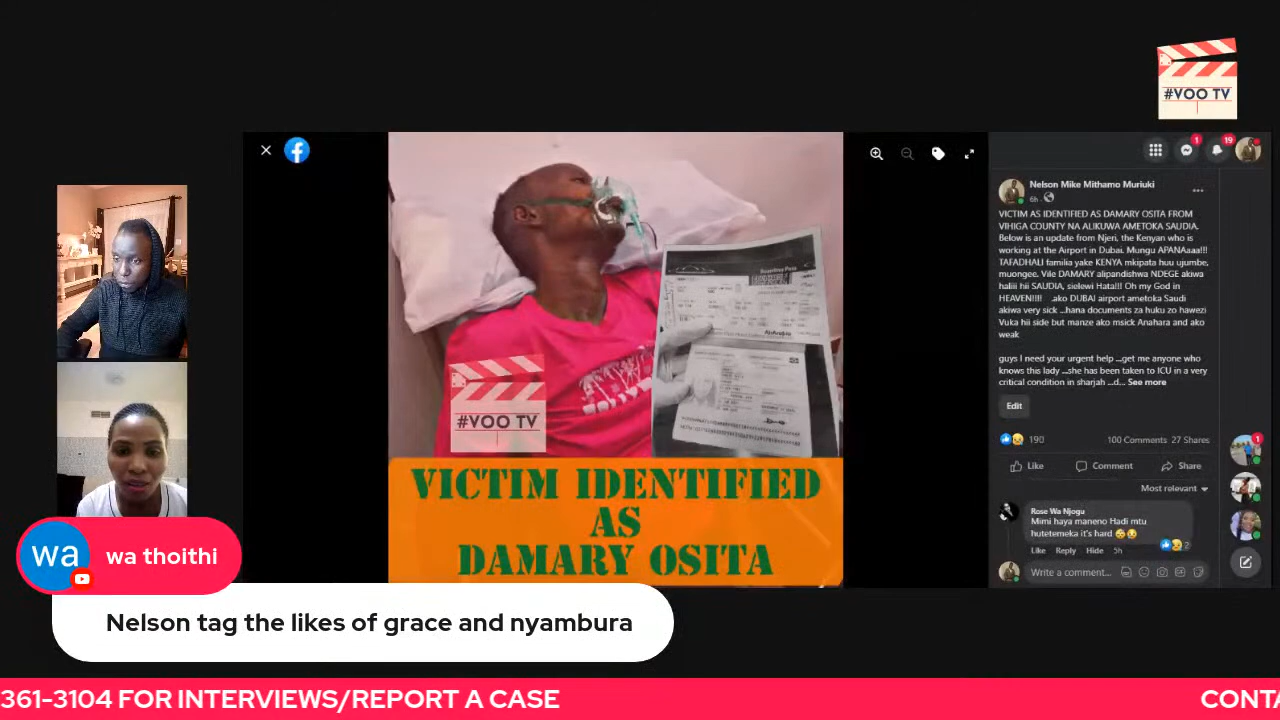 #VOO TV
1
19
Nelson Mike Mithamo Muriuki
6h
VICTIM AS IDENTIFIED AS DAMARY OSITA FROM
VIHIGA COUNTY NA ALIKUWA AMETOKA SAUDIA.
Below is an update from Njeri, the Kenyan who is
working at the Airport in Dubai. Mungu APANAaaa!!!
TAFADHALI familia yake KENYA mkipata huu ujumbe,
muongee. Vile DAMARY alipandishwa NDEGE akiwa
haliii hii SAUDIA, sielewi Hata!!! Oh my God in
HEAVEN!!!! .ako DUBAI airport ametoka Saudi
akiwa very sick ...hana documents za huku zo hawezi
Vuka hii side but manze ako msick Anahara and ako
weak
guys I need your urgent help ...get me anyone who
knows this lady ...she has been taken to ICU in a very
critical condition in sharjah ...d... See more
Edit
190
100 Comments 27 Shares
Like Comment Share
Most relevant
Rose Wa Njogu
Mimi haya maneno Hadi mtu
hutetemeka it's hard
2
Like Reply Hide 5h
Write a comment...
1
Boarding Pass
AirArabia
#VOO TV
VICTIM IDENTIFIED
AS
DAMARY OSITA
wa
wa thoithi
Nelson tag the likes of grace and nyambura
361-3104 FOR INTERVIEWS/REPORT A CASE
CONTA